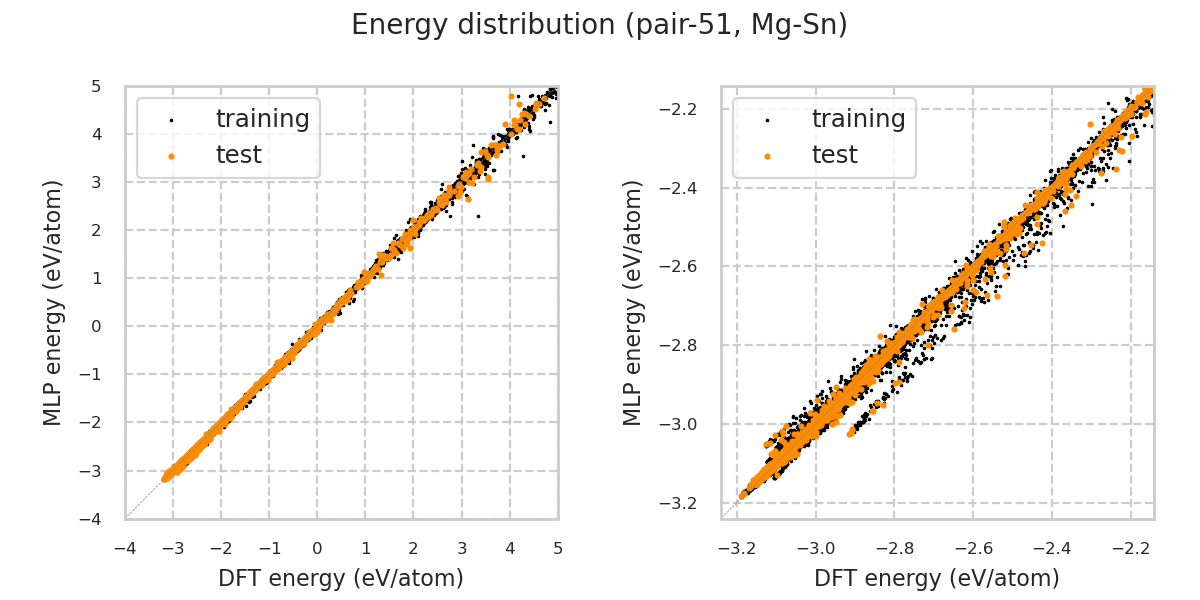 Energy distribution (pair-51, Mg-Sn)
5
4
3
2
1
0
−1
−2
−3
−4
MLP energy (eV/atom)
training
test
−4 −3 −2 −1 0 1 2 3 4 5
DFT energy (eV/atom)
−2.2
−2.4
−2.6
−2.8
−3.0
−3.2
MLP energy (eV/atom)
training
test
−3.2 −3.0 −2.8 −2.6 −2.4 −2.2
DFT energy (eV/atom)